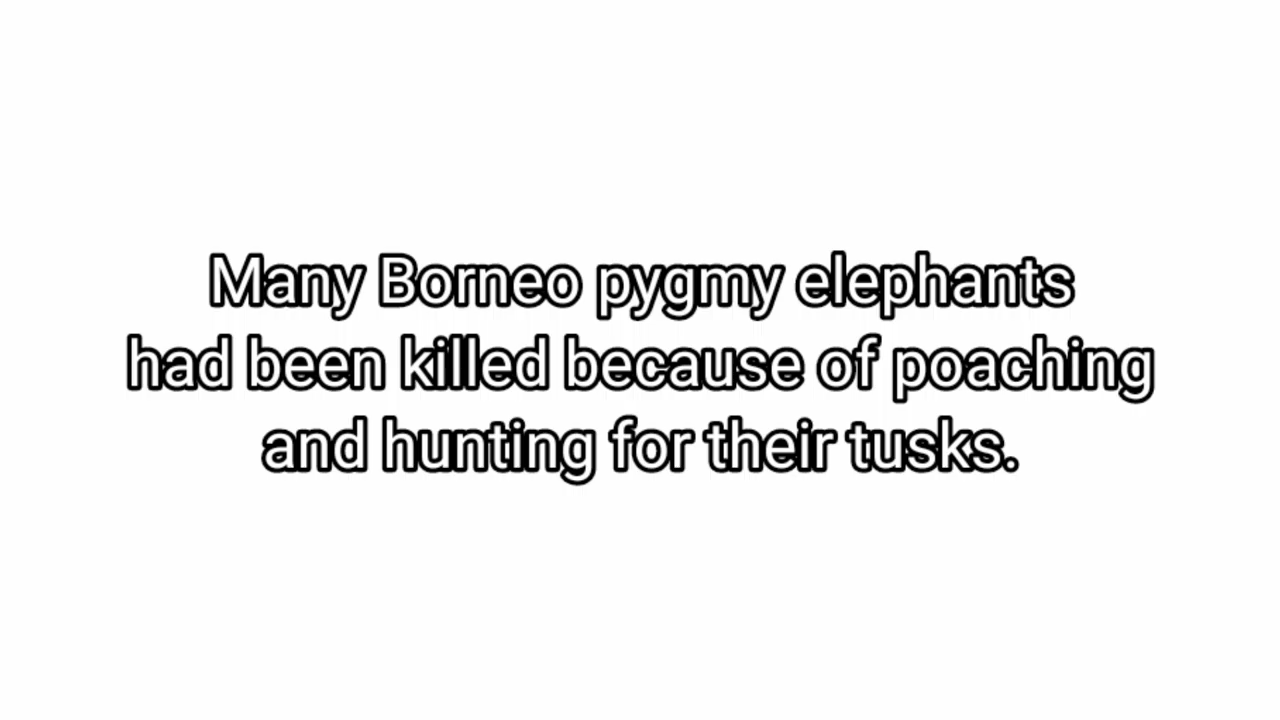 Many Borneo pygmy elephants
had been killed because of poaching
and hunting for their tusks.